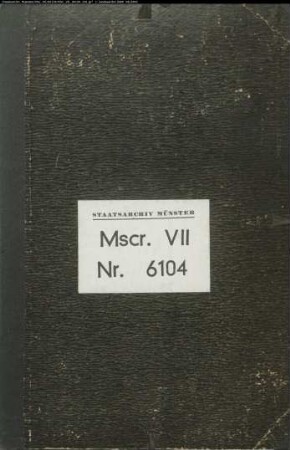 STAATSARCHIV MÜNSTER
Mscr. VII
Nr. 6104